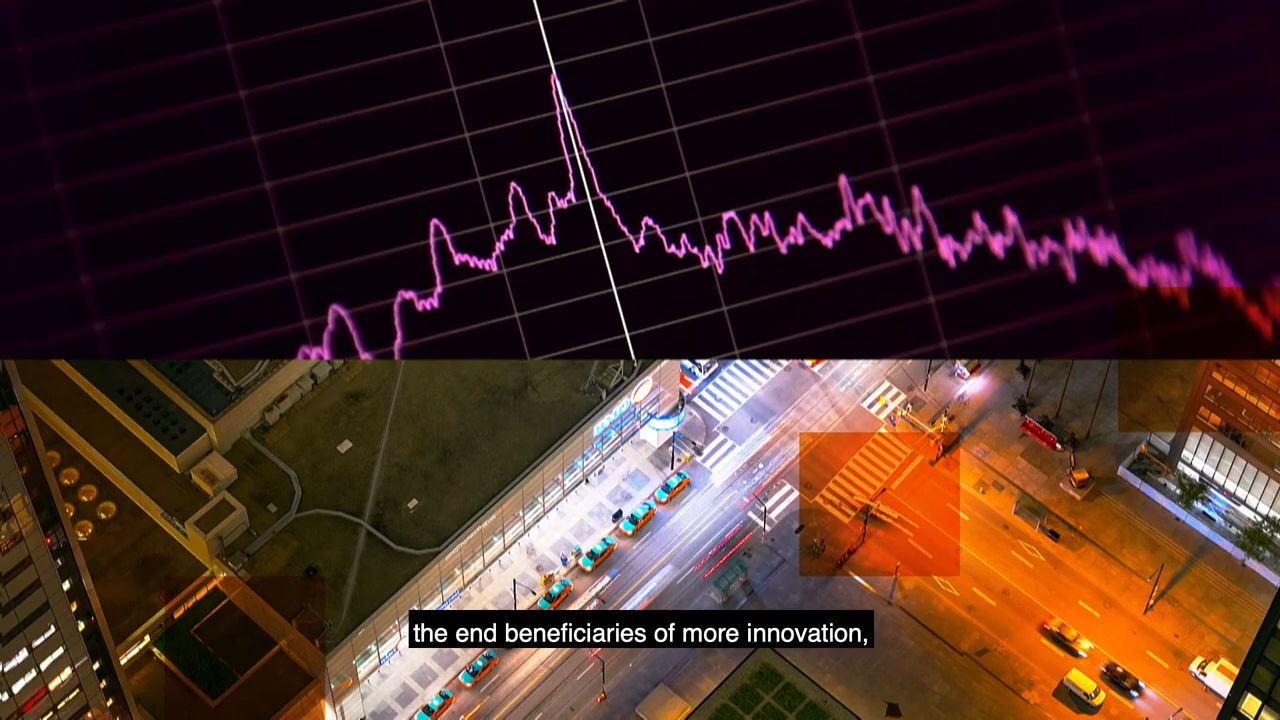 the end beneficiaries of more innovation,